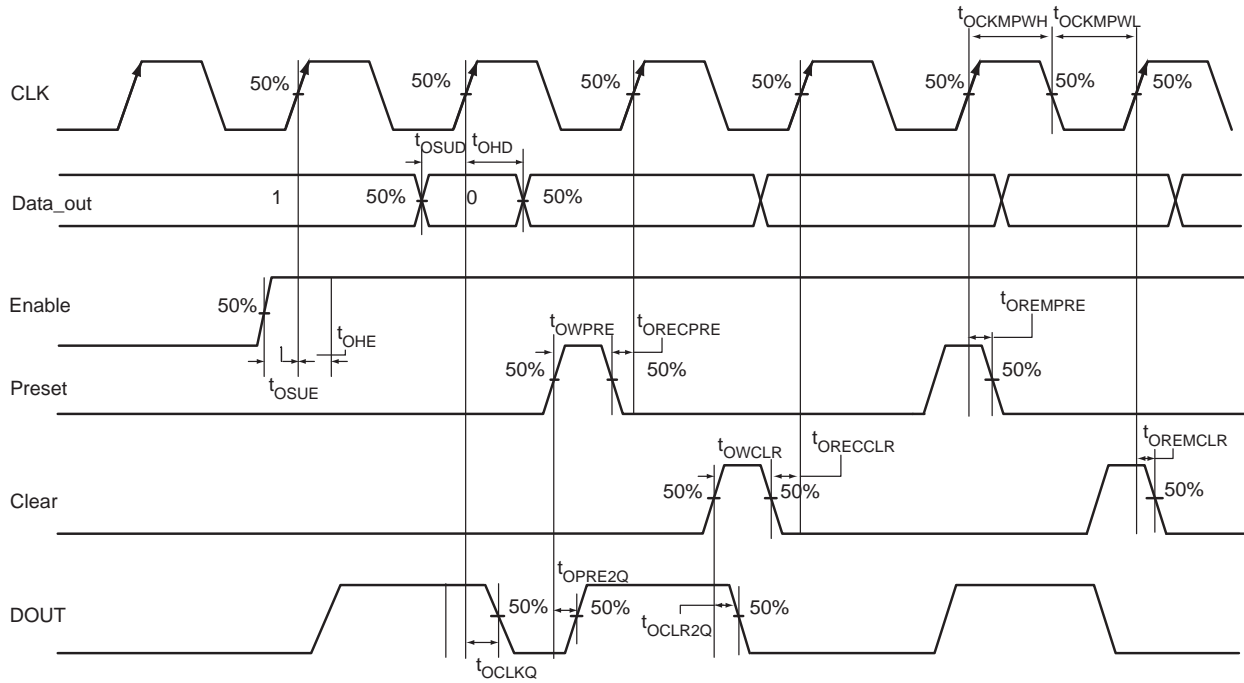 tOCKMPWH tOCKMPWL
CLK
50% 50% 50% 50% 50% 50% 50%
tOSUD tOHD
Data_out
1 50% 0 50%
Enable
50%
tOHE
tOSUE
tOWPRE tORECPRE
tOREMPRE
Preset
50% 50% 50%
tOWCLR tORECCLR
tOREMCLR
Clear
50% 50% 50%
tOPRE2Q
DOUT
50% 50% 50%
tOCLR2Q
tOCLKQ